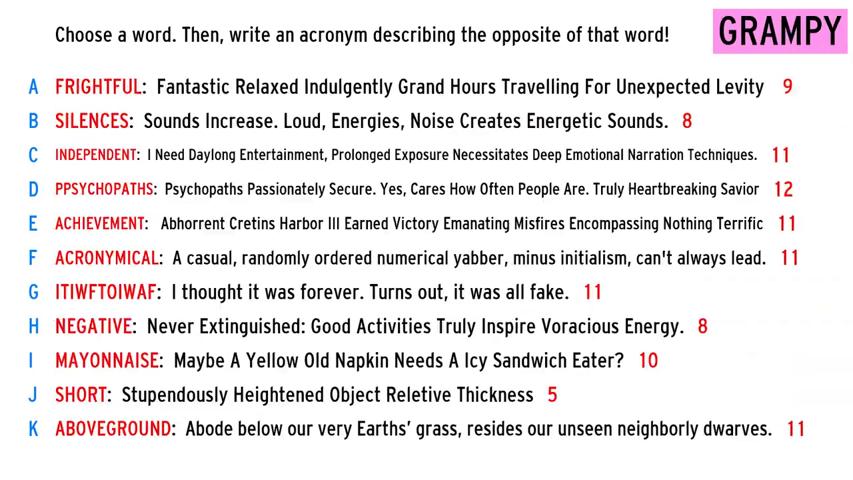 Choose a word. Then, write an acronym describing the opposite of that word!
GRAMPY
A FRIGHTFUL: Fantastic Relaxed Indulgently Grand Hours Travelling For Unexpected Levity 9
B SILENCES: Sounds Increase. Loud, Energies, Noise Creates Energetic Sounds. 8
C INDEPENDENT: I Need Daylong Entertainment, Prolonged Exposure Necessitates Deep Emotional Narration Techniques. 11
D PPSYCHOPATHS: Psychopaths Passionately Secure. Yes, Cares How Often People Are. Truly Heartbreaking Savior 12
E ACHIEVEMENT: Abhorrent Cretins Harbor Ill Earned Victory Emanating Misfires Encompassing Nothing Terrific 11
F ACRONYMICAL: A casual, randomly ordered numerical yabber, minus initialism, can't always lead. 11
G ITIWFTOIWAF: I thought it was forever. Turns out, it was all fake. 11
H NEGATIVE: Never Extinguished: Good Activities Truly Inspire Voracious Energy. 8
I MAYONNAISE: Maybe A Yellow Old Napkin Needs A Icy Sandwich Eater? 10
J SHORT: Stupendously Heightened Object Reletive Thickness 5
K ABOVEGROUND: Abode below our very Earths' grass, resides our unseen neighborly dwarves. 11